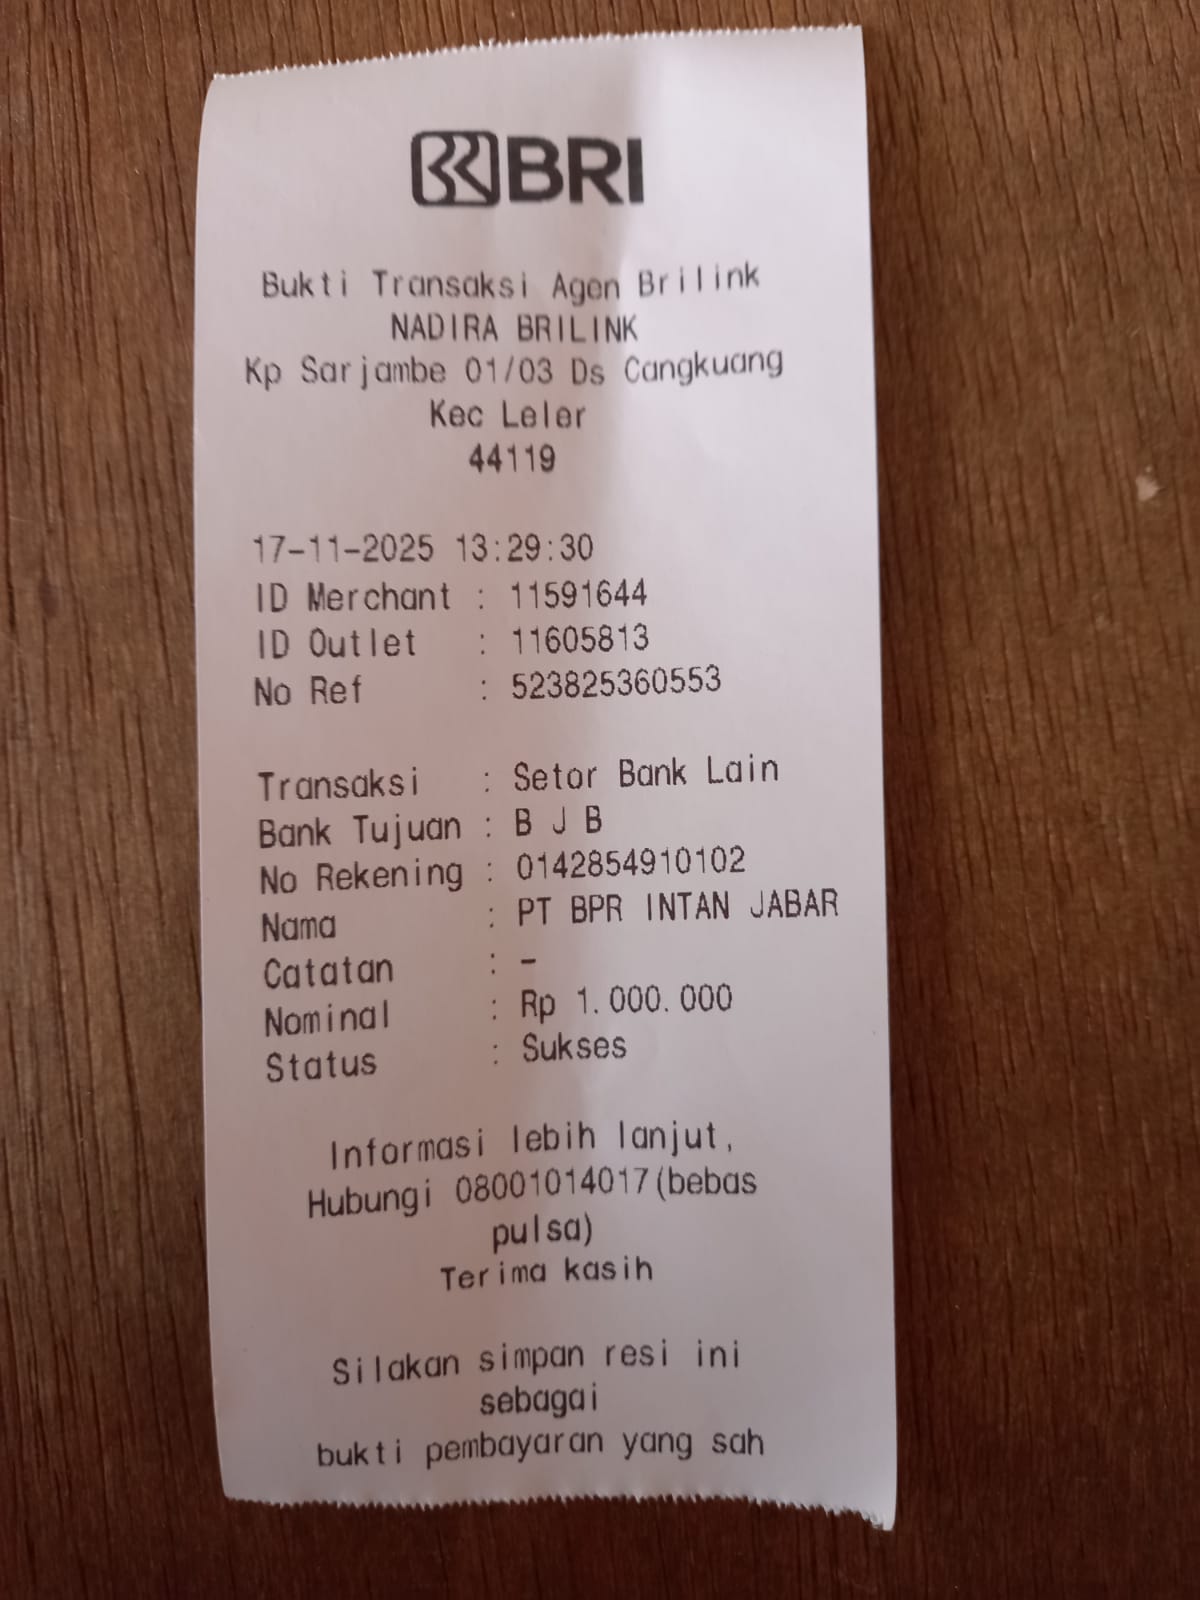 BRI
Bukti Transaksi Agen Brilink
NADIRA BRILINK
Kp Sarjambe 01/03 Ds Cangkuang
Kec Leler
44119
17-11-2025 13:29:30
ID Merchant : 11591644
ID Outlet : 11605813
No Ref : 523825360553
Transaksi : Setor Bank Lain
Bank Tujuan : B J B
No Rekening : 0142854910102
Nama : PT BPR INTAN JABAR
Catatan : -
Nominal : Rp 1.000.000
Status : Sukses
Informasi lebih lanjut,
Hubungi 08001014017(bebas
pulsa)
Terima kasih
Silakan simpan resi ini
sebagai
bukti pembayaran yang sah